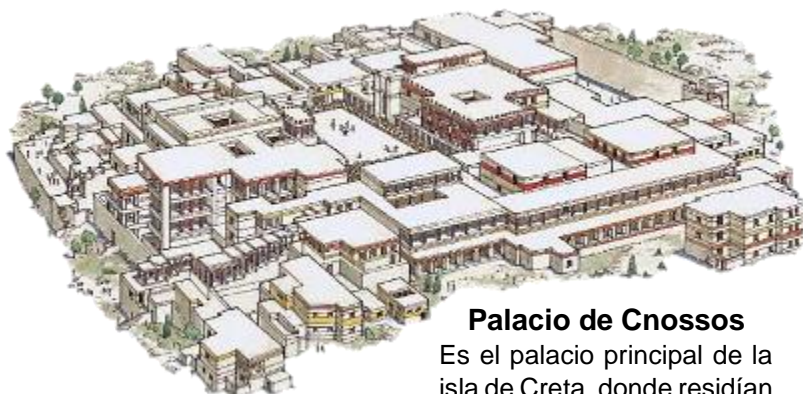 Palacio de Cnossos
Es el palacio principal de la
isla de Creta, donde residían